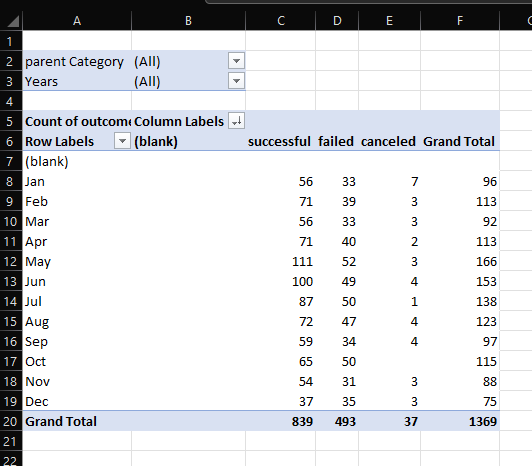 A B C D E F
1
2 parent Category (All)
3 Years (All)
4
5 Count of outcome Column Labels
6 Row Labels (blank) successful failed canceled Grand Total
7 (blank)
8 Jan 56 33 7 96
9 Feb 71 39 3 113
10 Mar 56 33 3 92
11 Apr 71 40 2 113
12 May 111 52 3 166
13 Jun 100 49 4 153
14 Jul 87 50 1 138
15 Aug 72 47 4 123
16 Sep 59 34 4 97
17 Oct 65 50 115
18 Nov 54 31 3 88
19 Dec 37 35 3 75
20 Grand Total 839 493 37 1369
21
22